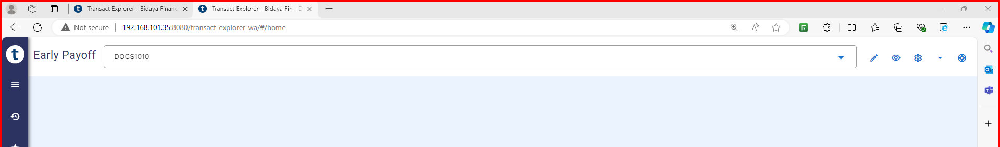 Transact Explorer - Bidaya Financ
Transact Explorer - Bidaya Fin - D
Not secure
192.168.101.35:8080/transact-explorer-wa/#/home
t
Early Payoff
DOCS1010